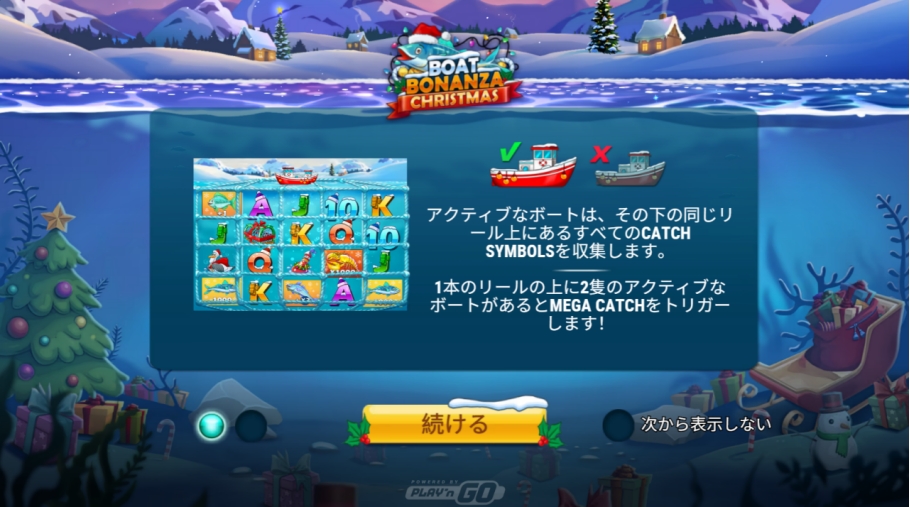 BOAT
BONANZA
CHRISTMAS
アクティブなボートは、その下の同じリ
ール上にあるすべてのCATCH
SYMBOLSを収集します。
1本のリールの上に2隻のアクティブな
ボートがあるとMEGA CATCHをトリガー
します!
A J 10 K
J K Q 10
Q J
K A
続ける
次から表示しない
POWERED BY
PLAY'n GO